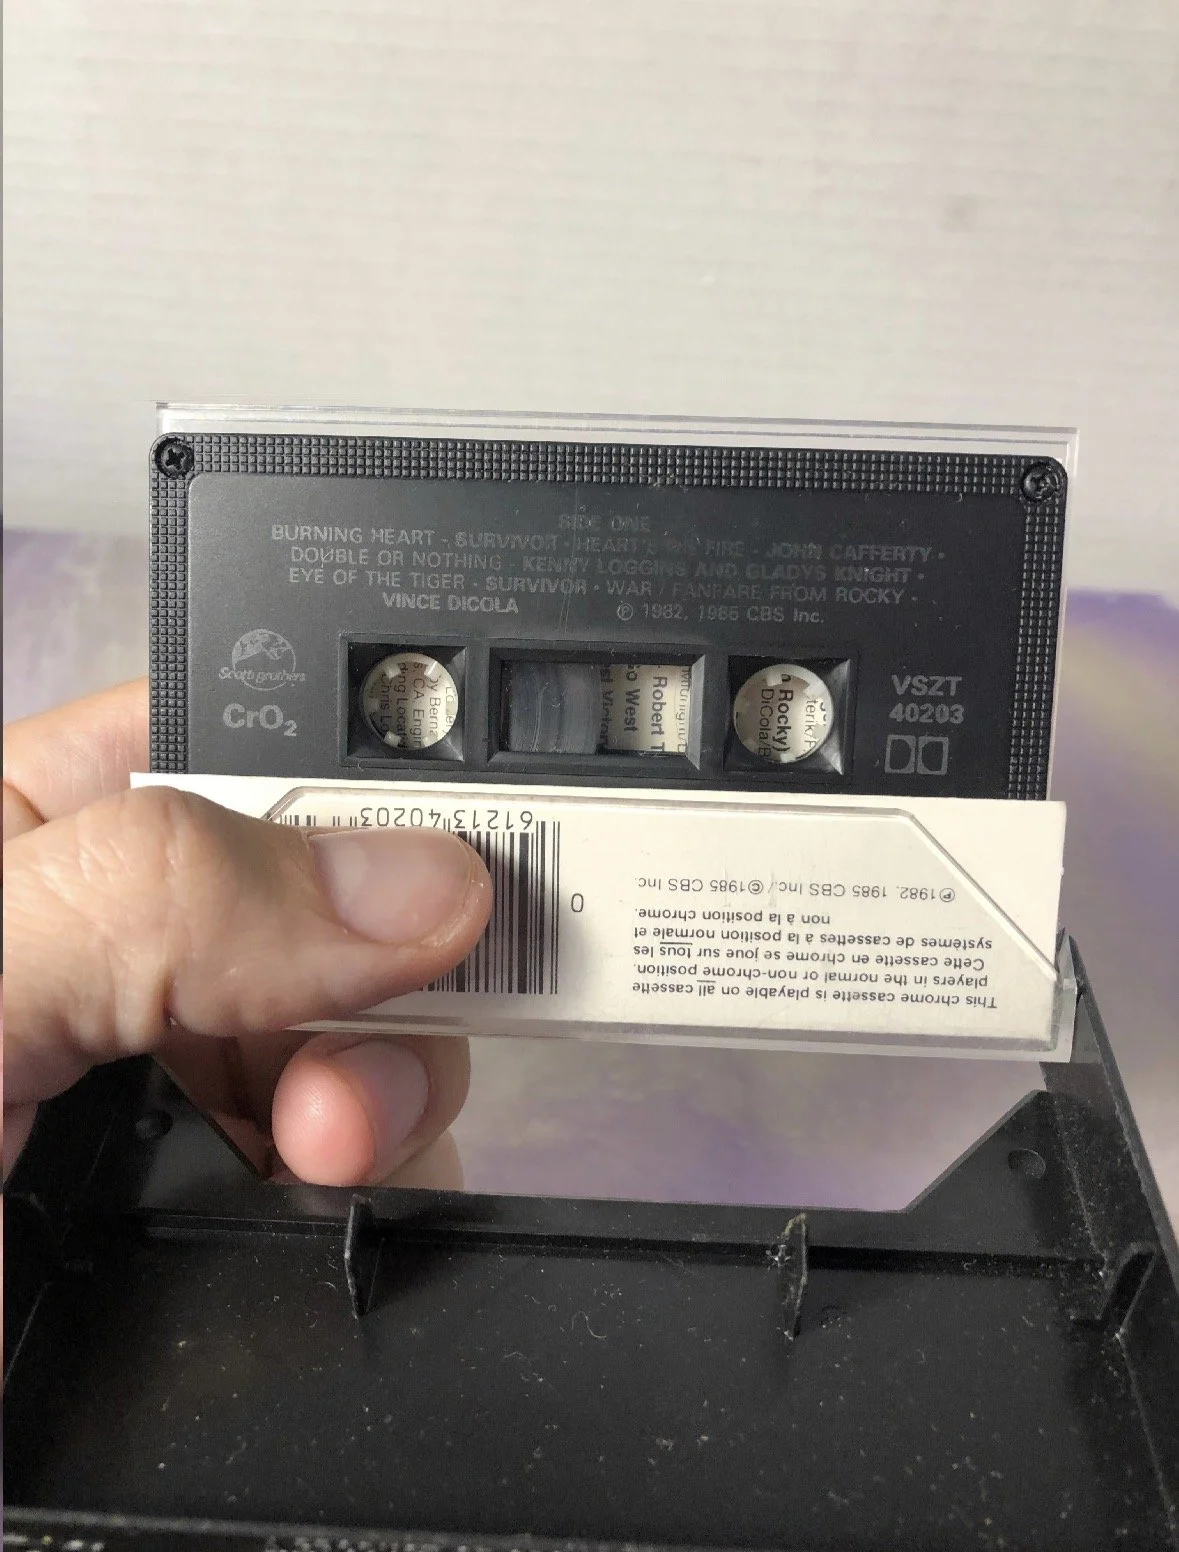 SIDE ONE
BURNING HEART - SURVIVOR · HEART'S ON FIRE - JOHN CAFFERTY ·
DOUBLE OR NOTHING - KENNY LOGGINS AND GLADYS KNIGHT ·
EYE OF THE TIGER - SURVIVOR · WAR / FANFARE FROM ROCKY -
VINCE DICOLA
℗ 1982, 1985 CBS Inc.
Scotti brothers
CrO2
VSZT
40203
Robert T
o West
Rocky)
DiCola/B
This chrome cassette is playable on all cassette
players in the normal or non-chrome position.
Cette cassette en chrome se joue sur tous les
systèmes de cassettes à la position normale et
non à la position chrome.
℗1982, 1985 CBS Inc./©1985 CBS Inc.
0
61213 40203